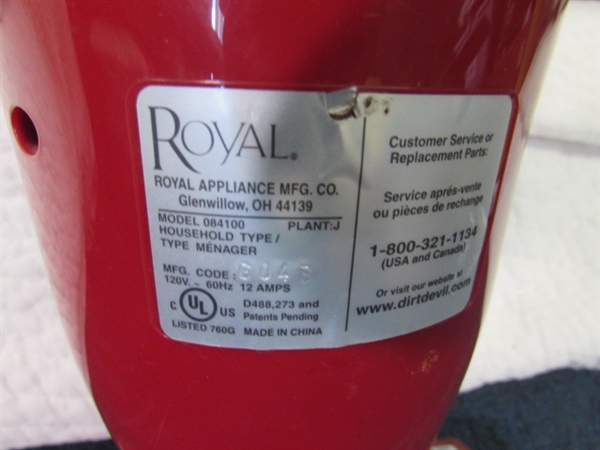 ROYAL®
ROYAL APPLIANCE MFG. CO.
Glenwillow, OH 44139
MODEL 084100 PLANT:J
HOUSEHOLD TYPE /
TYPE MÉNAGER
MFG. CODE:
120V. ~ 60Hz 12 AMPS
C UL US
D488,273 and
Patents Pending
LISTED 760G MADE IN CHINA
Customer Service or
Replacement Parts:
Service aprés-vente
ou pièces de rechange
1-800-321-1134
(USA and Canada)
Or visit our website at
www.dirtdevil.com